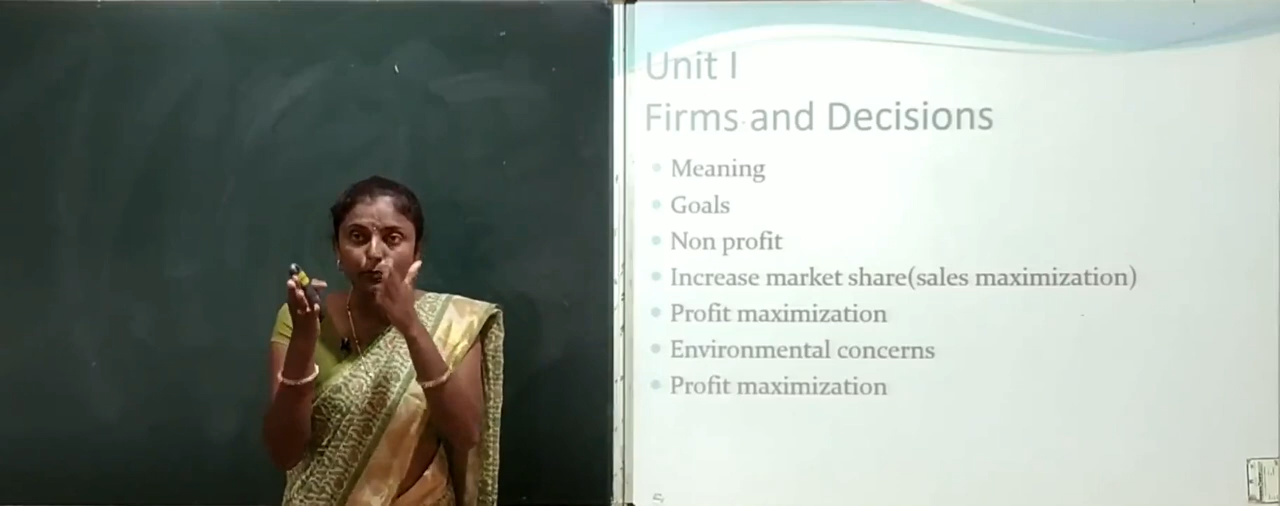 Unit I
Firms and Decisions
Meaning
Goals
Non profit
Increase market share(sales maximization)
Profit maximization
Environmental concerns
Profit maximization
5